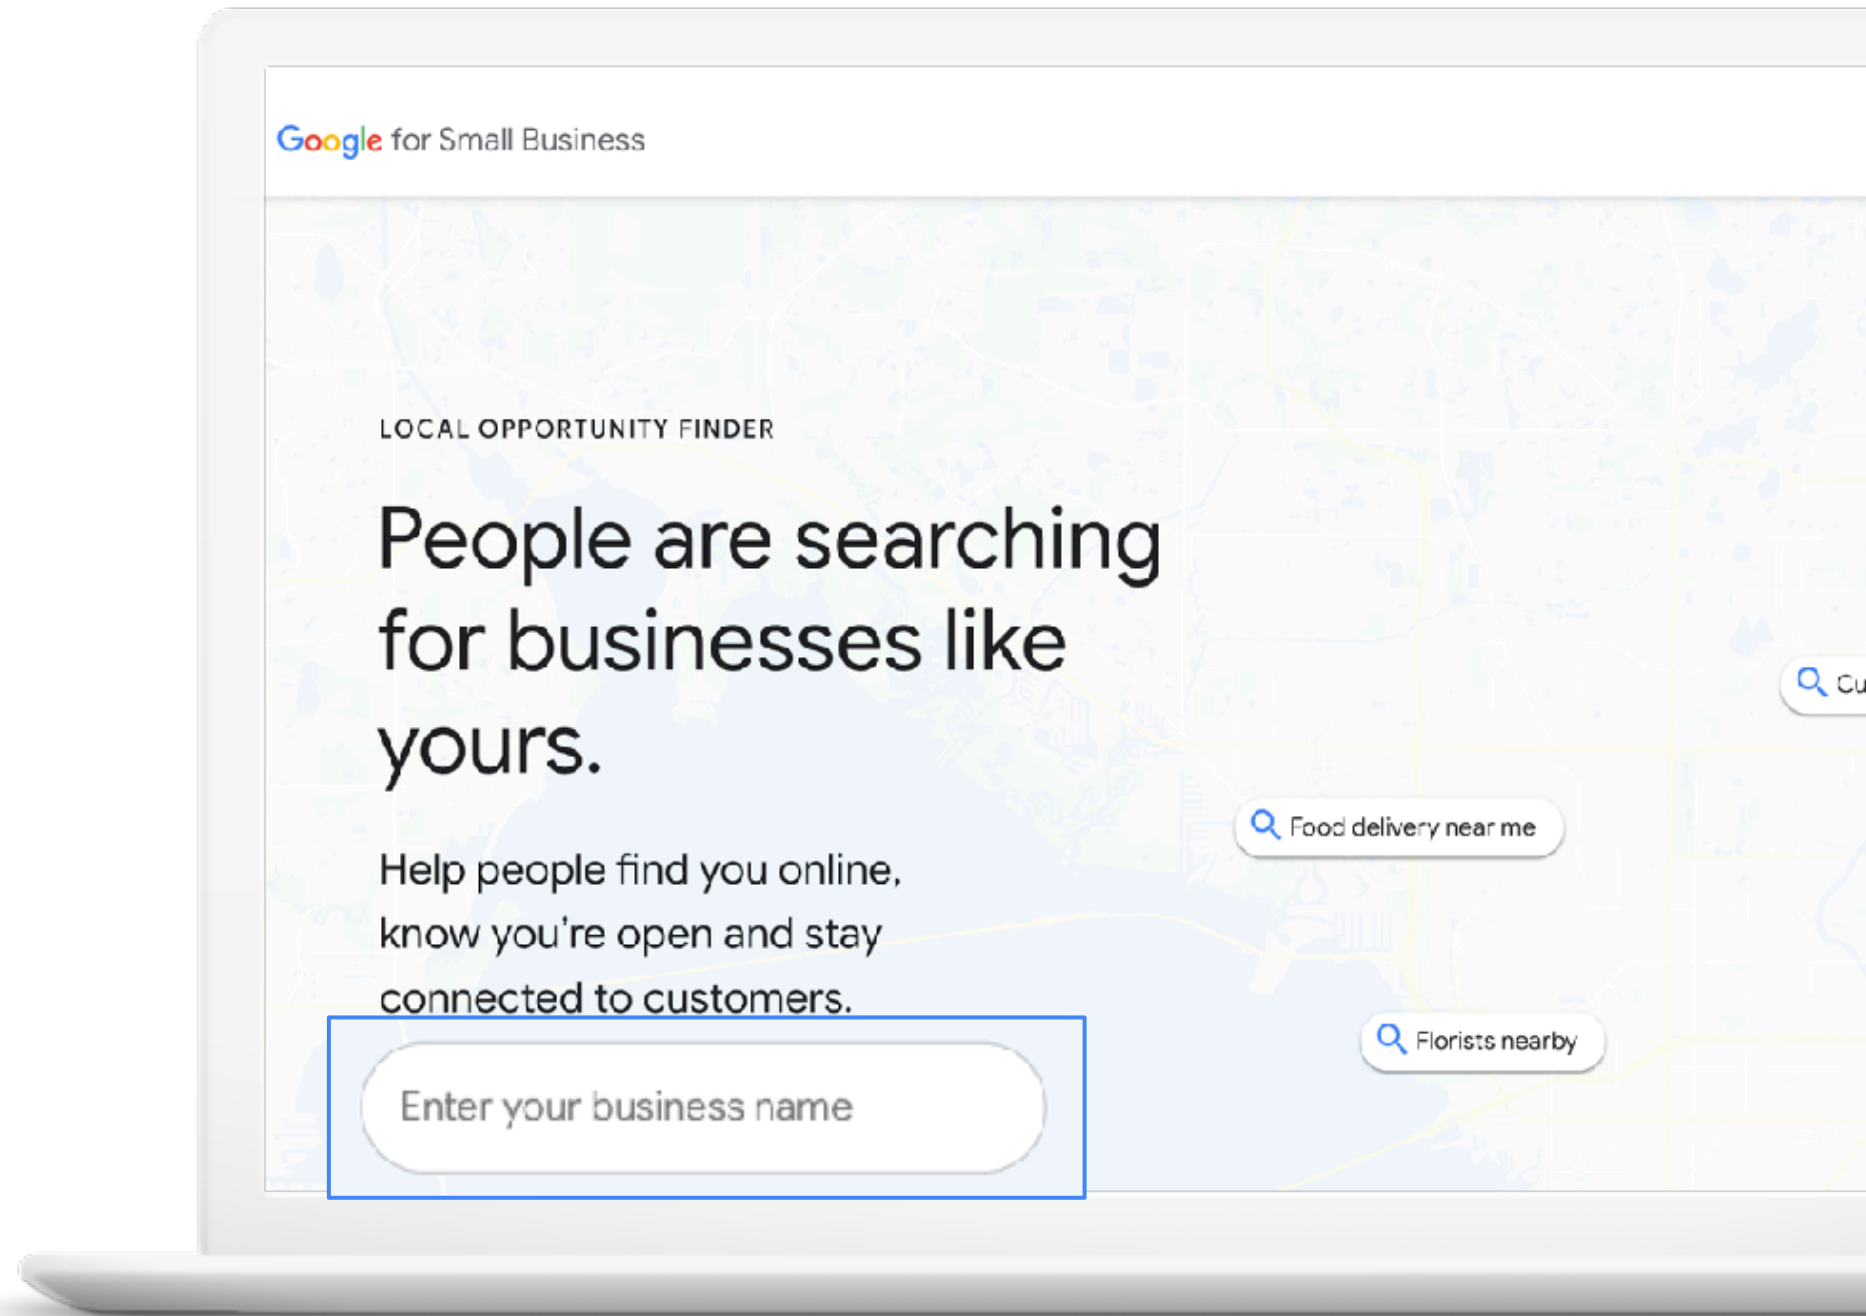 Google for Small Business
LOCAL OPPORTUNITY FINDER
People are searching
for businesses like
yours.
Help people find you online,
know you're open and stay
connected to customers.
Enter your business name
Food delivery near me
Florists nearby